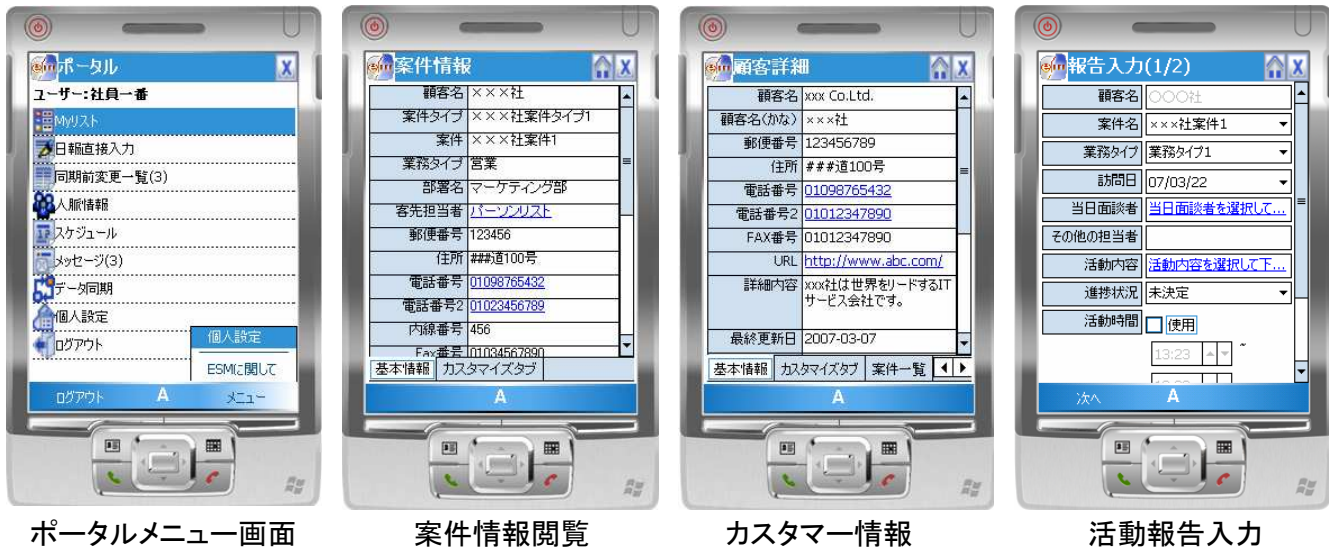 ポータル
X
ユーザー:社員一番
Myリスト
日報直接入力
同期前変更一覧(3)
人脈情報
スケジュール
メッセージ(3)
データ同期
個人設定
ログアウト
個人設定
ESMに関して
ログアウト A メニュー
ポータルメニュー画面
案件情報
X
顧客名 ×××社
案件タイプ ×××社案件タイプ1
案件 ×××社案件1
業務タイプ 営業
部署名 マーケティング部
客先担当者 パーソンリスト
郵便番号 123456
住所 ###道100号
電話番号 01098765432
電話番号2 01023456789
内線番号 456
Fax番号 01034567890
基本情報 カスタマイズタブ
A
案件情報閲覧
顧客詳細
X
顧客名 xxx Co.Ltd.
顧客名(かな) ×××社
郵便番号 123456789
住所 ###道100号
電話番号 01098765432
電話番号2 01012347890
FAX番号 01012347890
URL http://www.abc.com/
詳細内容 xxx社は世界をリードするIT
サービス会社です。
最終更新日 2007-03-07
基本情報 カスタマイズタブ 案件一覧
A
カスタマー情報
報告入力(1/2)
X
顧客名 〇〇〇社
案件名 ×××社案件1
業務タイプ 業務タイプ1
訪問日 07/03/22
当日面談者 当日面談者を選択して...
その他の担当者
活動内容 活動内容を選択して下...
進捗状況 未決定
活動時間 使用
13:23 ~
次へ A
活動報告入力